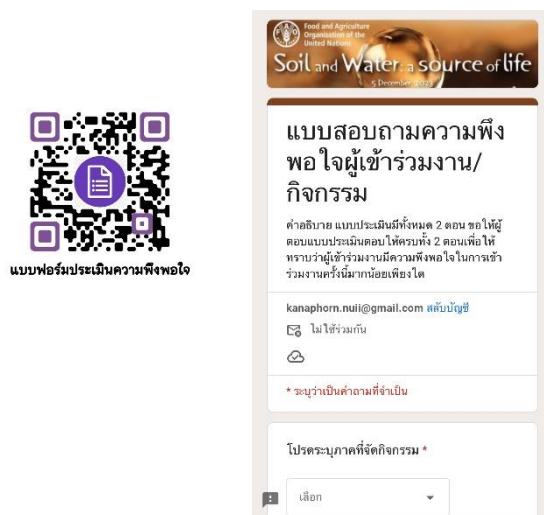 แบบฟอร์มประเมินความพึงพอใจ
Food and Agriculture
Organization of the
United Nations
Soil and Water: a source of life
5 December 2023
แบบสอบถามความพึง
พอใจผู้เข้าร่วมงาน/
กิจกรรม
คำอธิบาย แบบประเมินมีทั้งหมด 2 ตอน ขอให้ผู้
ตอบแบบประเมินตอบให้ครบทั้ง 2 ตอนเพื่อให้
ทราบว่าผู้เข้าร่วมงานมีความพึงพอใจในการเข้า
ร่วมงานครั้งนี้มากน้อยเพียงใด
kanaphorn.nuii@gmail.com สลับบัญชี
ไม่ใช้ร่วมกัน
* ระบุว่าเป็นคำถามที่จำเป็น
โปรดระบุภาคที่จัดกิจกรรม *
เลือก